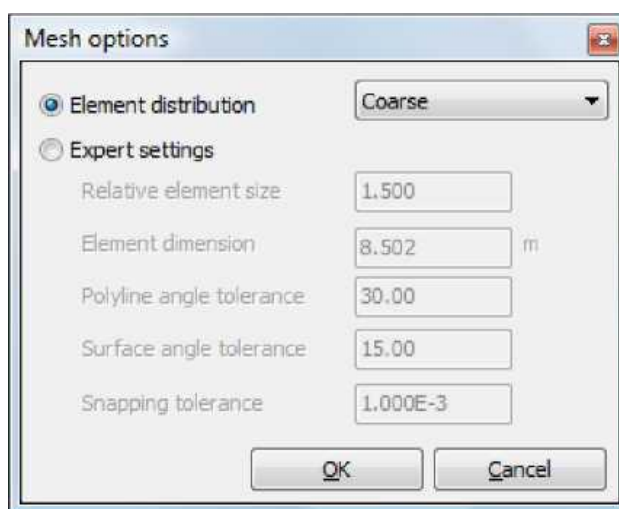 Mesh options
Element distribution Coarse
Expert settings
Relative element size 1.500
Element dimension 8.502 m
Polyline angle tolerance 30.00
Surface angle tolerance 15.00
Snapping tolerance 1.000E-3
OK Cancel